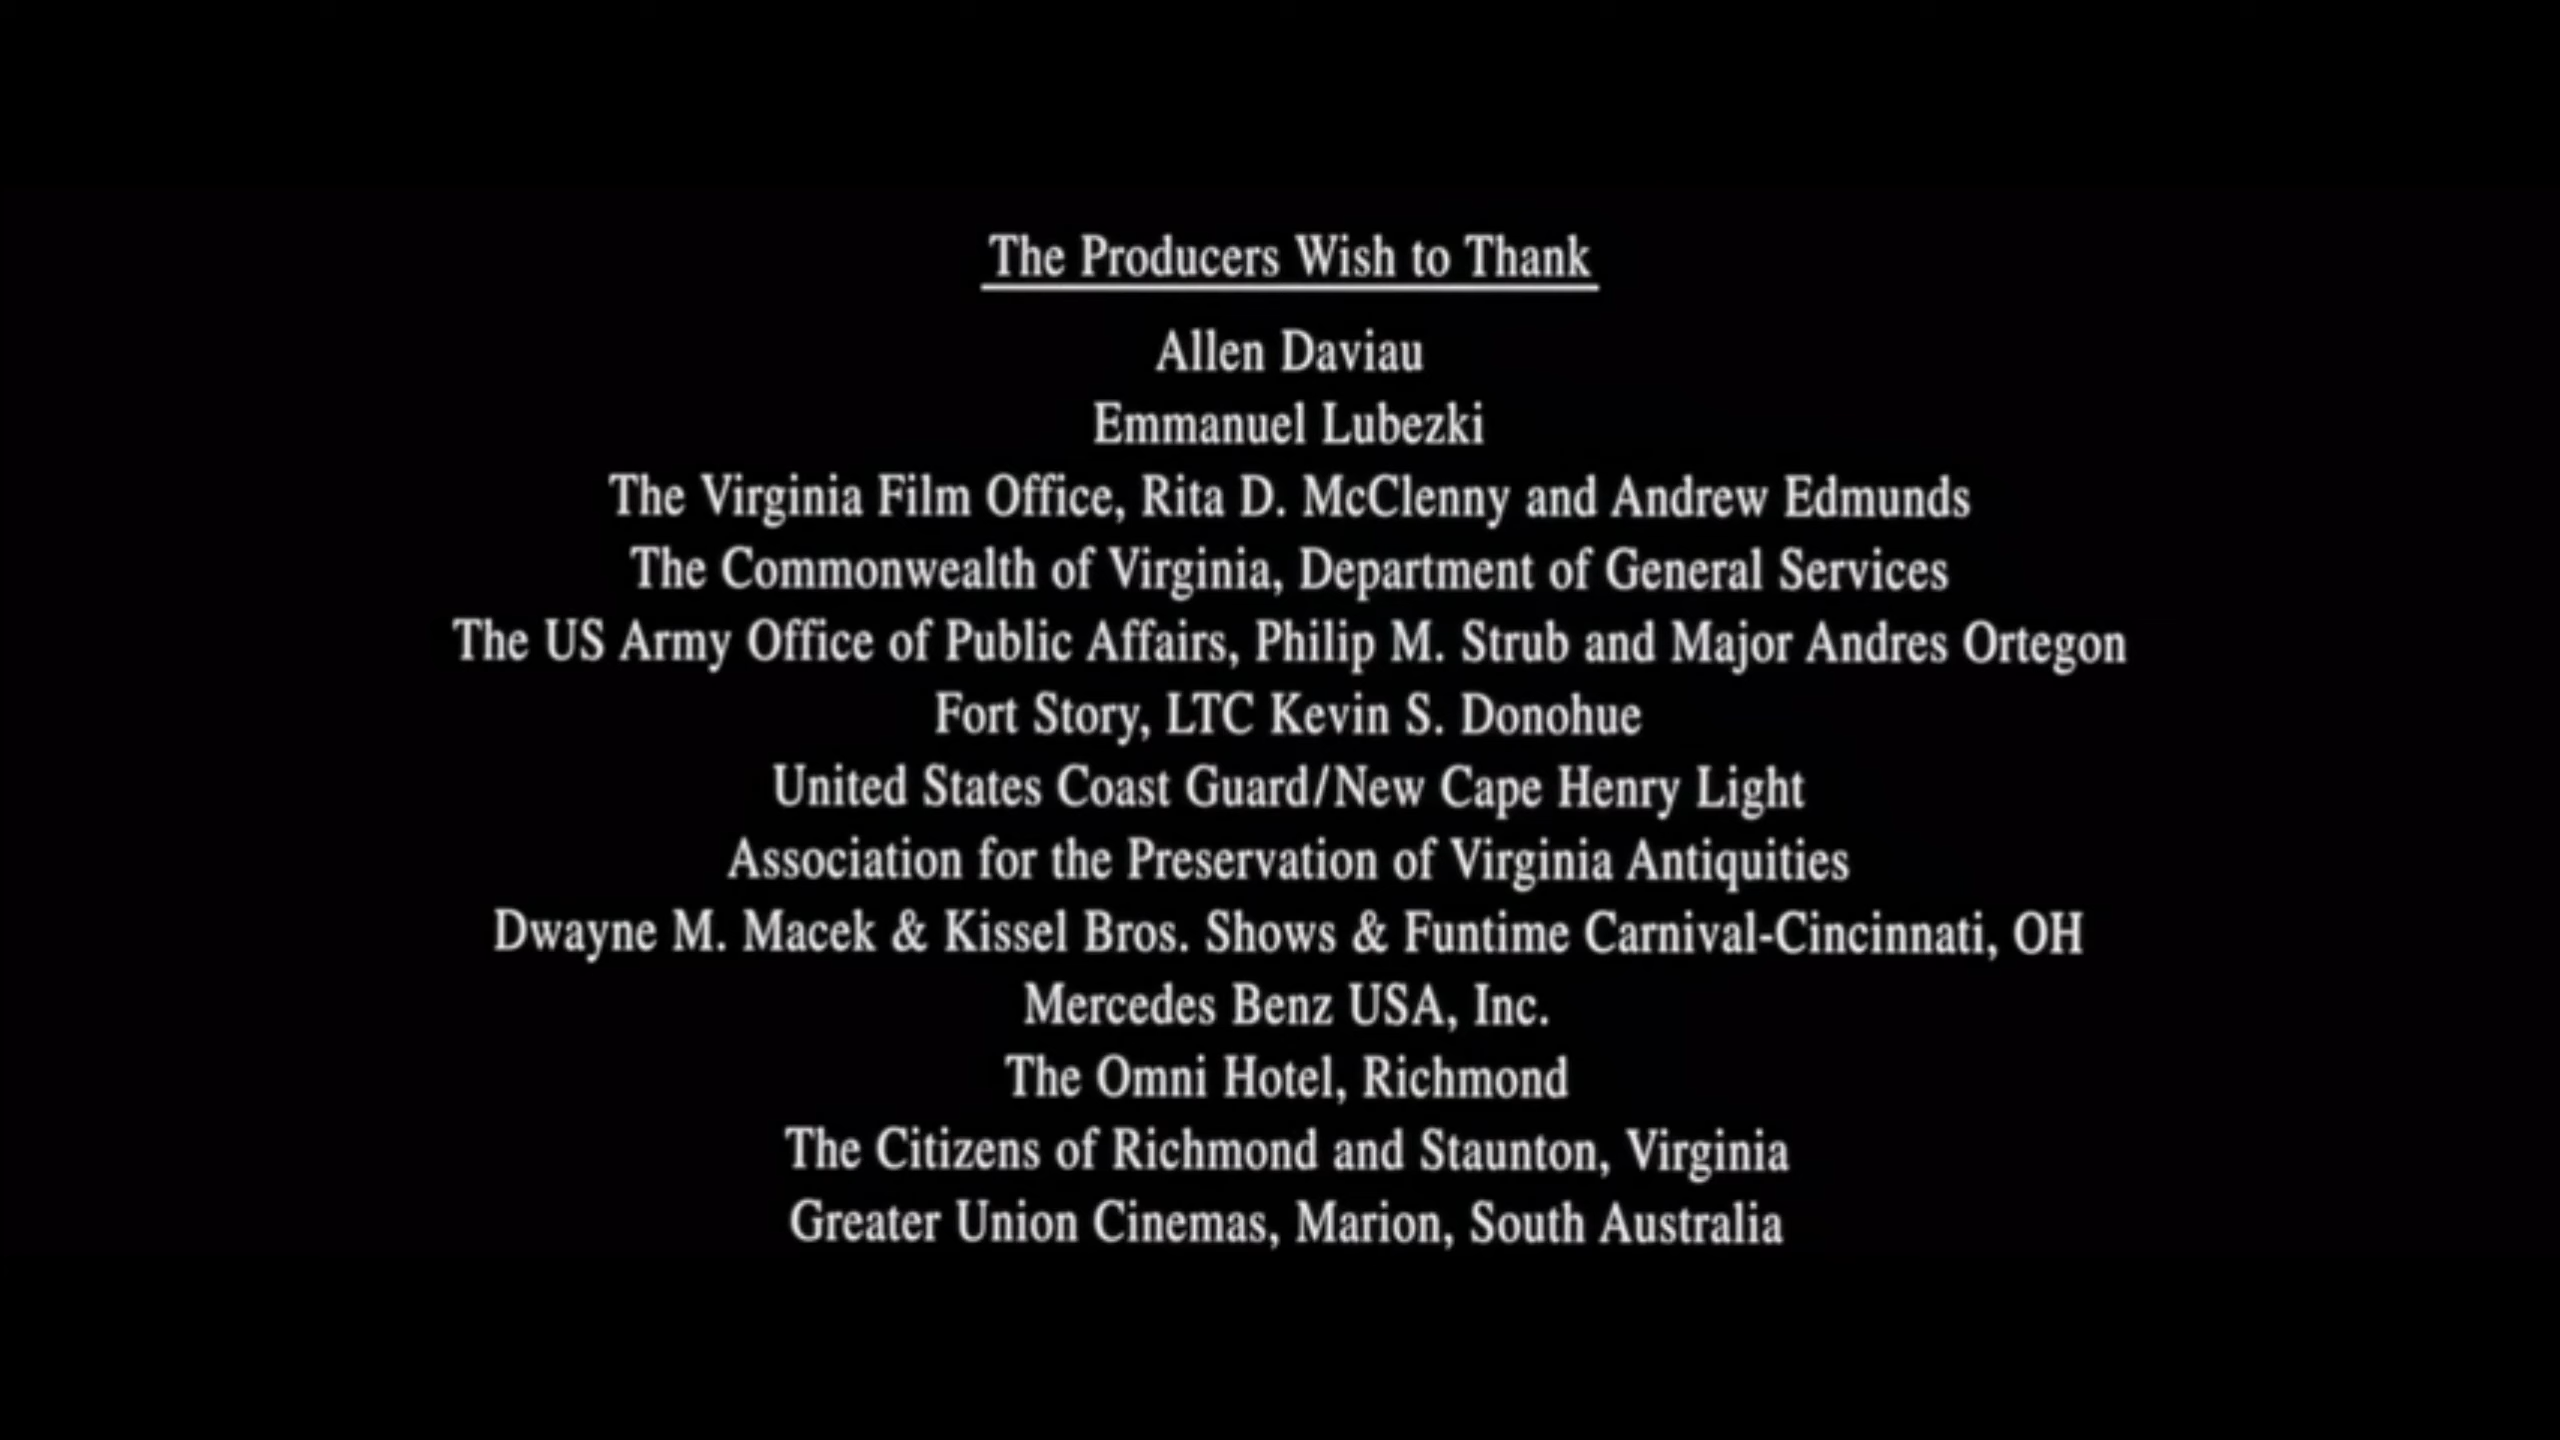 The Producers Wish to Thank
Allen Daviau
Emmanuel Lubezki
The Virginia Film Office, Rita D. McClenny and Andrew Edmunds
The Commonwealth of Virginia, Department of General Services
The US Army Office of Public Affairs, Philip M. Strub and Major Andres Ortegon
Fort Story, LTC Kevin S. Donohue
United States Coast Guard/New Cape Henry Light
Association for the Preservation of Virginia Antiquities
Dwayne M. Macek & Kissel Bros. Shows & Funtime Carnival-Cincinnati, OH
Mercedes Benz USA, Inc.
The Omni Hotel, Richmond
The Citizens of Richmond and Staunton, Virginia
Greater Union Cinemas, Marion, South Australia